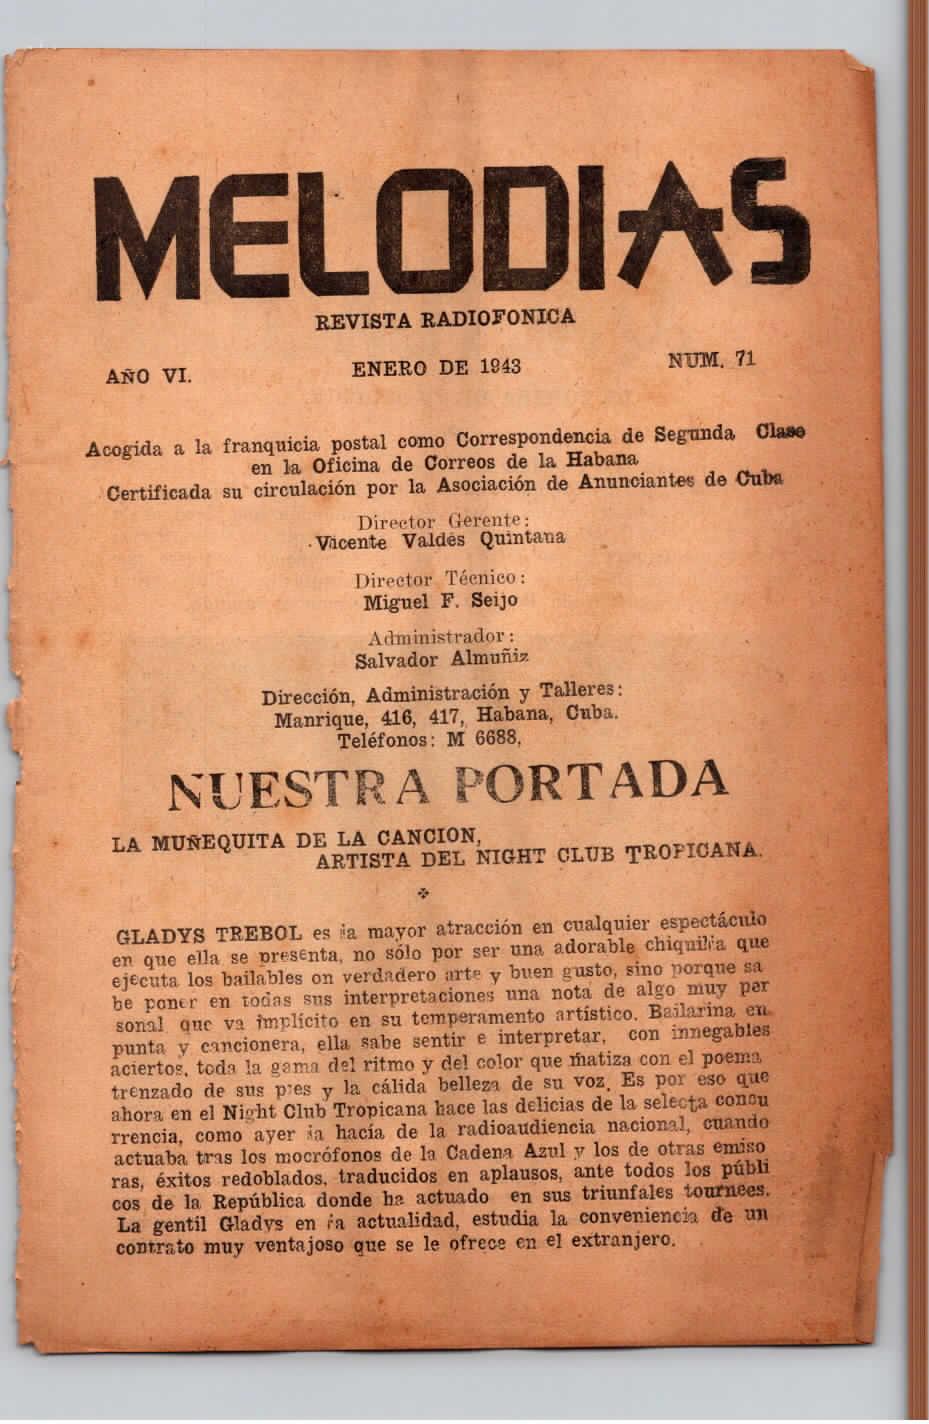 MELODIAS
REVISTA RADIOFONICA
AÑO VI. ENERO DE 1943 NUM. 71
Acogida a la franquicia postal como Correspondencia de Segunda Clase
en la Oficina de Correos de la Habana
Certificada su circulación por la Asociación de Anunciantes de Cuba
Director Gerente:
Vicente Valdés Quintana
Director Técnico:
Miguel F. Seijo
Administrador:
Salvador Almuñiz
Dirección, Administración y Talleres:
Manrique, 416, 417, Habana, Cuba.
Teléfonos: M 6688,
NUESTRA PORTADA
LA MUÑEQUITA DE LA CANCION,
ARTISTA DEL NIGHT CLUB TROPICANA.
GLADYS TREBOL es la mayor atracción en cualquier espectáculo
en que ella se presenta, no sólo por ser una adorable chiquilla que
ejecuta los bailables on verdadero arte y buen gusto, sino porque sa
be poner en todas sus interpretaciones una nota de algo muy per
sonal que va implícito en su temperamento artístico. Bailarina en
punta y cancionera, ella sabe sentir e interpretar, con innegables
aciertos, toda la gama del ritmo y del color que matiza con el poema
trenzado de sus pies y la cálida belleza de su voz. Es por eso que
ahora en el Night Club Tropicana hace las delicias de la selecta concu
rrencia, como ayer la hacía de la radioaudiencia nacional, cuando
actuaba tras los mocrófonos de la Cadena Azul y los de otras emiso
ras, éxitos redoblados, traducidos en aplausos, ante todos los públi
cos de la República donde ha actuado en sus triunfales tournees.
La gentil Gladys en la actualidad, estudia la conveniencia de un
contrato muy ventajoso que se le ofrece en el extranjero.